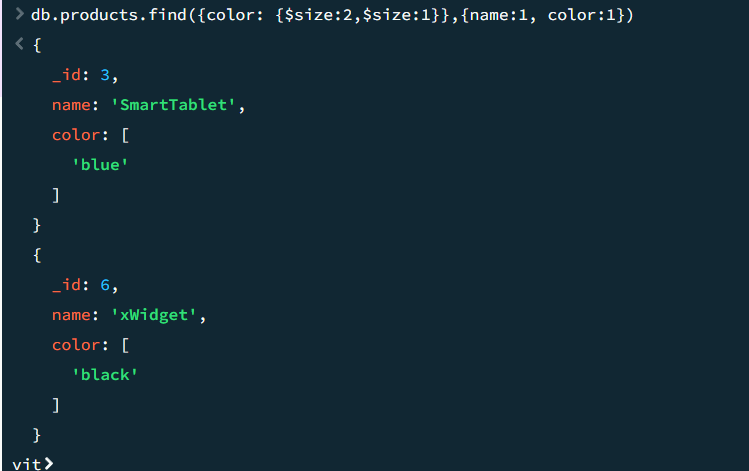 > db.products.find({color: {$size:2,$size:1}},{name:1, color:1})
< {
_id: 3,
name: 'SmartTablet',
color: [
'blue'
]
}
{
_id: 6,
name: 'xWidget',
color: [
'black'
]
}
vit>